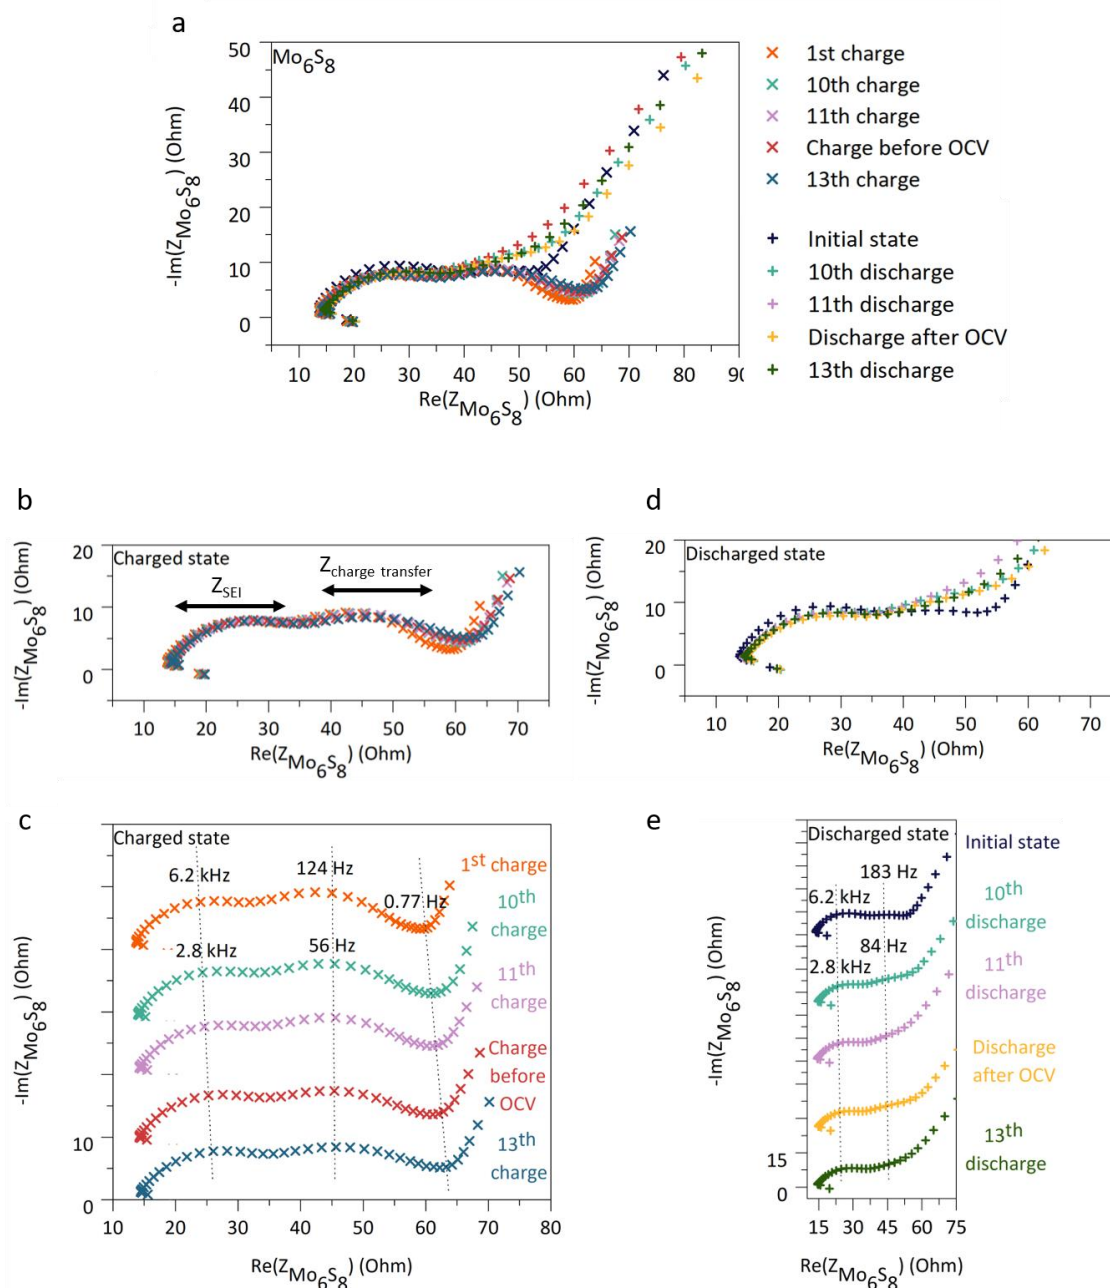 a
Mo6S8
50
40
30
20
10
0
-Im(ZMo6S8) (Ohm)
10 20 30 40 50 60 70 80 90
Re(ZMo6S8) (Ohm)
1st charge
10th charge
11th charge
Charge before OCV
13th charge
Initial state
10th discharge
11th discharge
Discharge after OCV
13th discharge
b
Charged state
ZSEI
Zcharge transfer
20
10
0
-Im(ZMo6S8) (Ohm)
10 20 30 40 50 60 70
Re(ZMo6S8) (Ohm)
d
Discharged state
20
10
0
-Im(ZMo6S8) (Ohm)
10 20 30 40 50 60 70
Re(ZMo6S8) (Ohm)
c
Charged state
6.2 kHz
124 Hz
0.77 Hz
2.8 kHz
56 Hz
1st charge
10th
charge
11th
charge
Charge
before
OCV
13th
charge
10
0
-Im(ZMo6S8) (Ohm)
10 20 30 40 50 60 70 80
Re(ZMo6S8) (Ohm)
e
Discharged state
6.2 kHz
183 Hz
84 Hz
2.8 kHz
Initial state
10th
discharge
11th
discharge
Discharge
after OCV
13th
discharge
15
0
-Im(ZMo6S8) (Ohm)
15 30 45 60 75
Re(ZMo6S8) (Ohm)